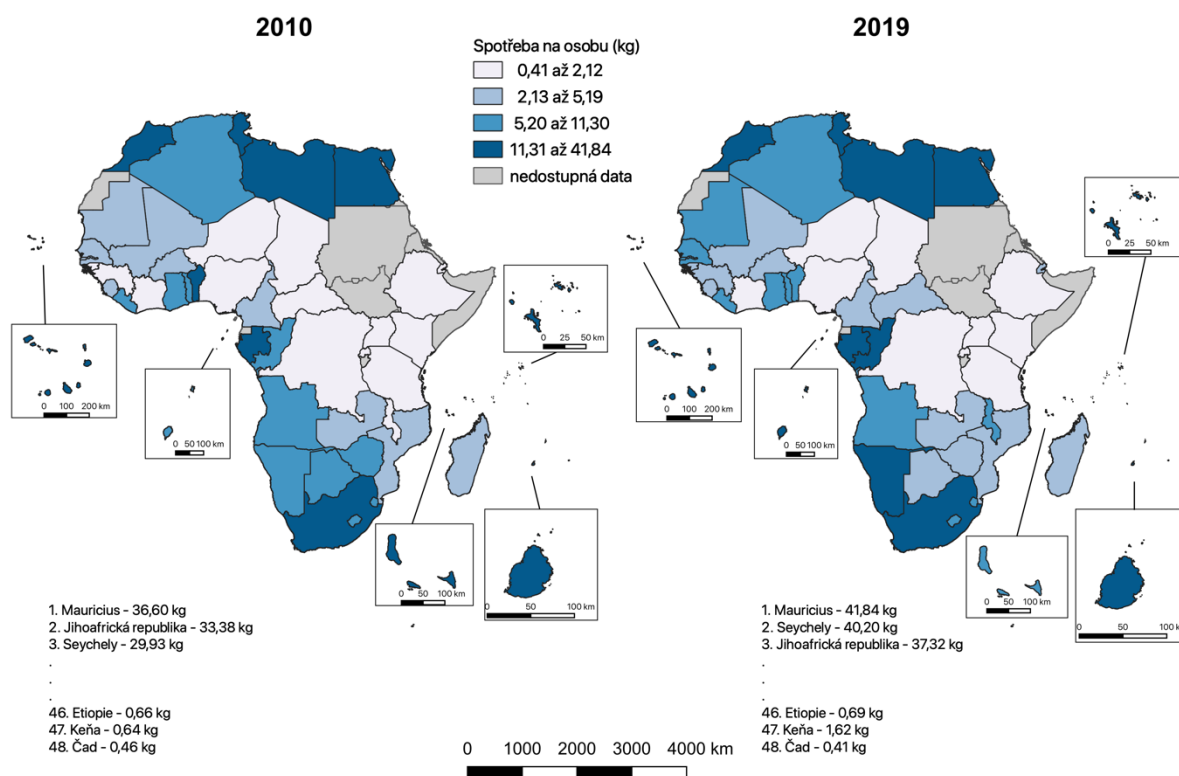 2010
2019
Spotřeba na osobu (kg)
0,41 až 2,12
2,13 až 5,19
5,20 až 11,30
11,31 až 41,84
nedostupná data
0 25 50 km
0 25 50 km
0 100 200 km
0 50 100 km
0 100 200 km
0 50 100 km
0 50 100 km
0 50 100 km
0 50 100 km
0 50 100 km
1. Mauricius - 36,60 kg
2. Jihoafrická republika - 33,38 kg
3. Seychely - 29,93 kg
.
.
.
46. Etiopie - 0,66 kg
47. Keňa - 0,64 kg
48. Čad - 0,46 kg
1. Mauricius - 41,84 kg
2. Seychely - 40,20 kg
3. Jihoafrická republika - 37,32 kg
.
.
.
46. Etiopie - 0,69 kg
47. Keňa - 1,62 kg
48. Čad - 0,41 kg
0 1000 2000 3000 4000 km